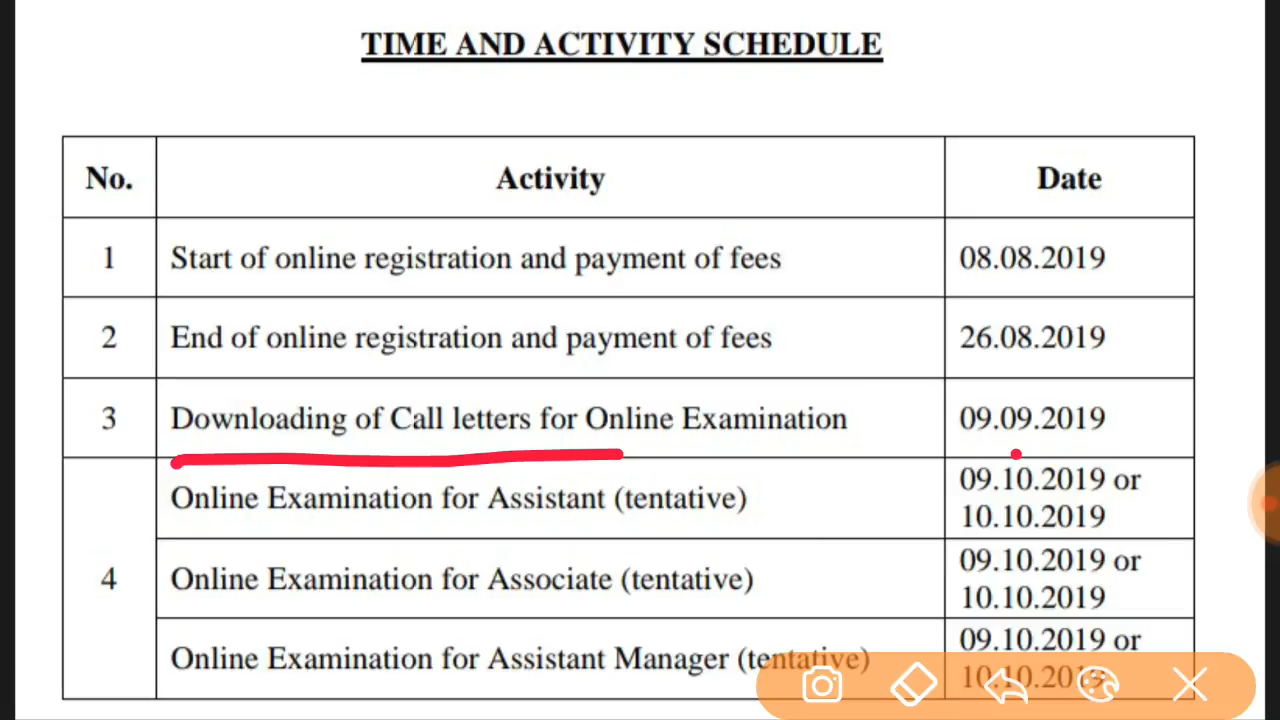 TIME AND ACTIVITY SCHEDULE
No. Activity Date
1 Start of online registration and payment of fees 08.08.2019
2 End of online registration and payment of fees 26.08.2019
3 Downloading of Call letters for Online Examination 09.09.2019
4
Online Examination for Assistant (tentative) 09.10.2019 or
10.10.2019
Online Examination for Associate (tentative) 09.10.2019 or
10.10.2019
Online Examination for Assistant Manager (tentative) 09.10.2019 or
10.10.2019